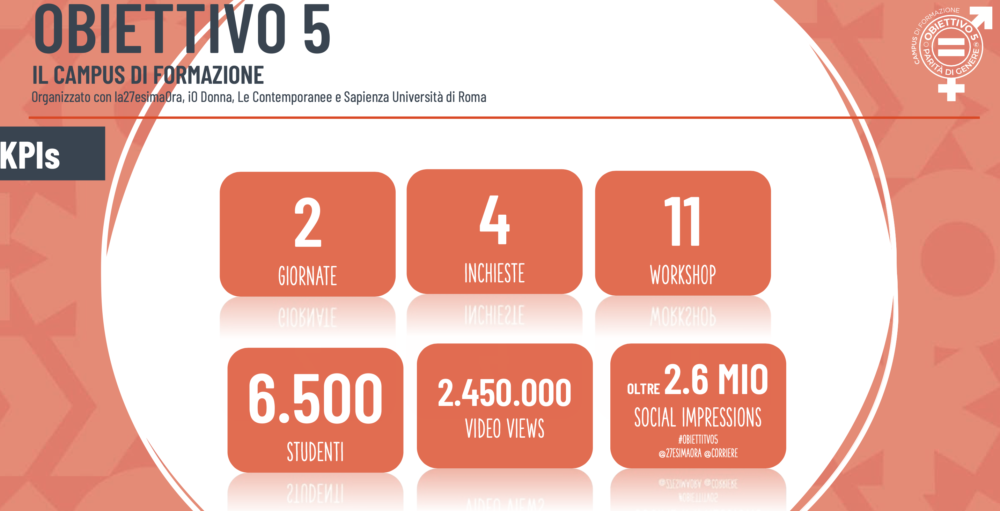 OBIETTIVO 5
IL CAMPUS DI FORMAZIONE
Organizzato con la27esimaOra, iO Donna, Le Contemporanee e Sapienza Università di Roma
CAMPUS DI FORMAZIONE
OBIETTIVO 5
PARITÀ DI GENERE
KPIs
2
GIORNATE
4
INCHIESTE
11
WORKSHOP
6.500
STUDENTI
2.450.000
VIDEO VIEWS
OLTRE 2.6 MIO
SOCIAL IMPRESSIONS
#OBIETTITVO5
@27ESIMAORA @CORRIERE